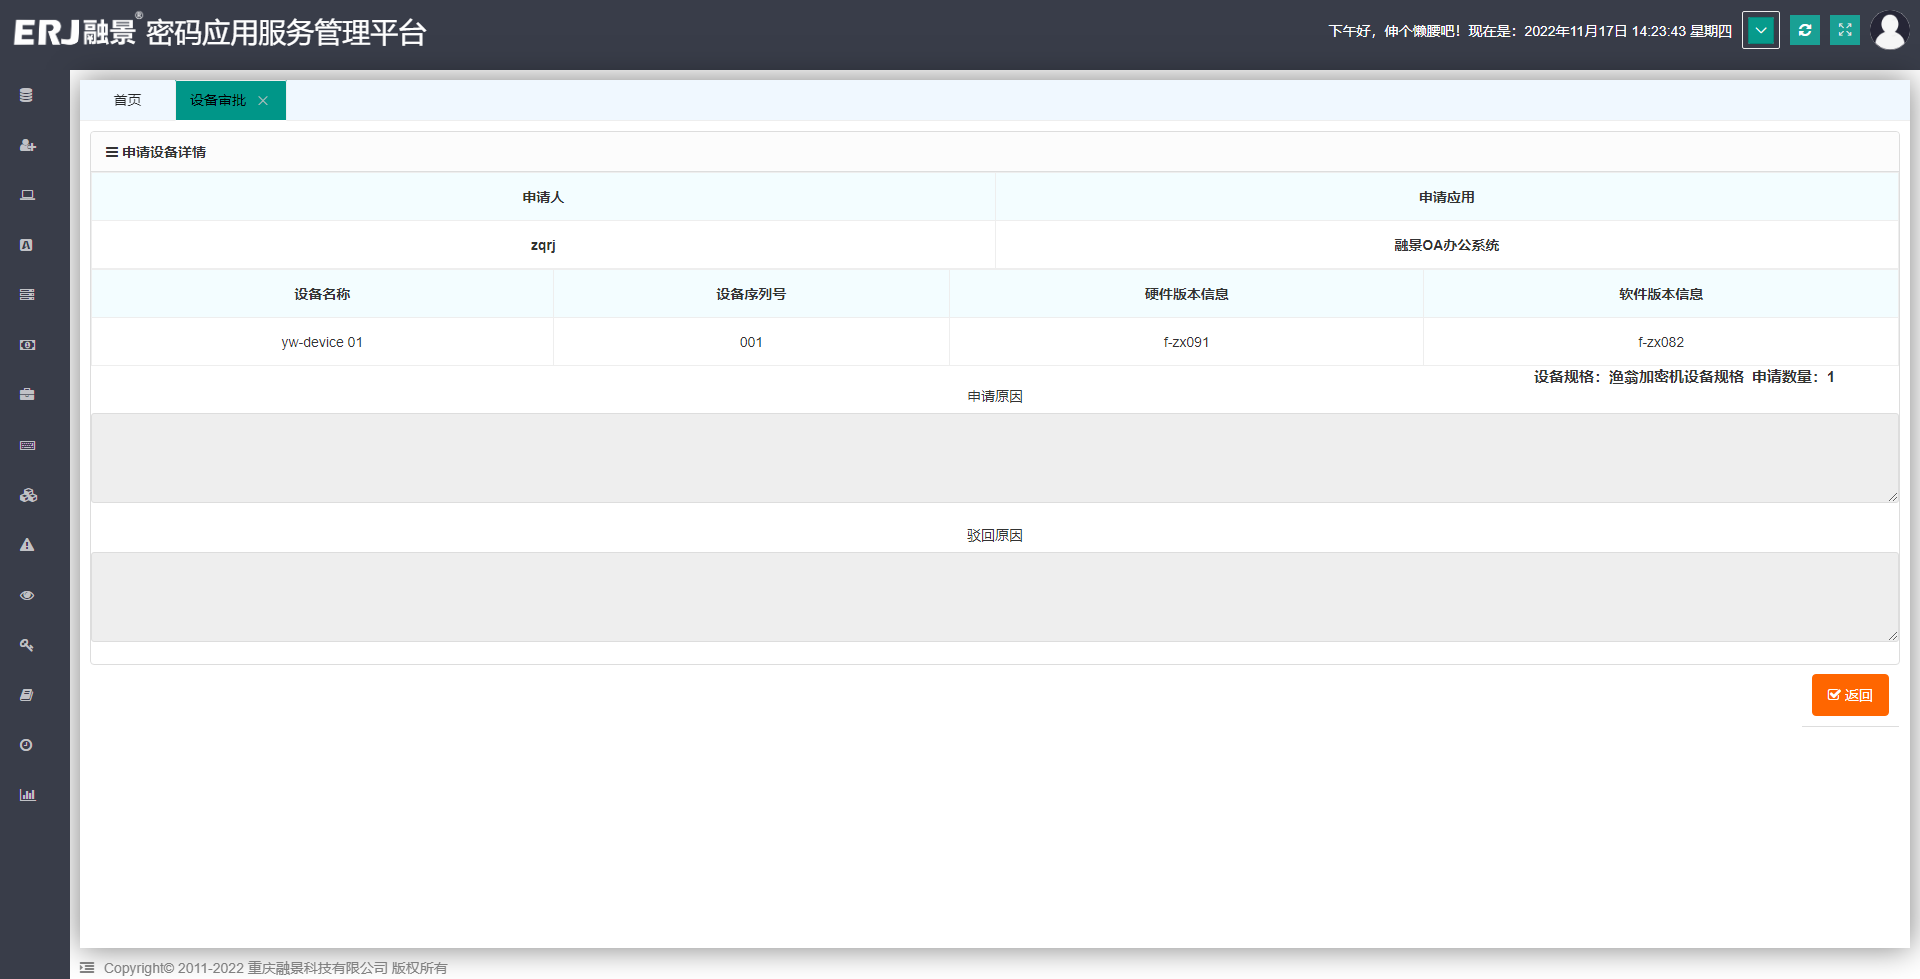 ERJ融景® 密码应用服务管理平台
下午好，伸个懒腰吧！现在是：2022年11月17日 14:23:43 星期四
首页 设备审批
申请设备详情
申请人 申请应用
zqrj 融景OA办公系统
设备名称 设备序列号 硬件版本信息 软件版本信息
yw-device 01 001 f-zx091 f-zx082
设备规格：渔翁加密机设备规格 申请数量：1
申请原因
驳回原因
返回
Copyright© 2011-2022 重庆融景科技有限公司 版权所有